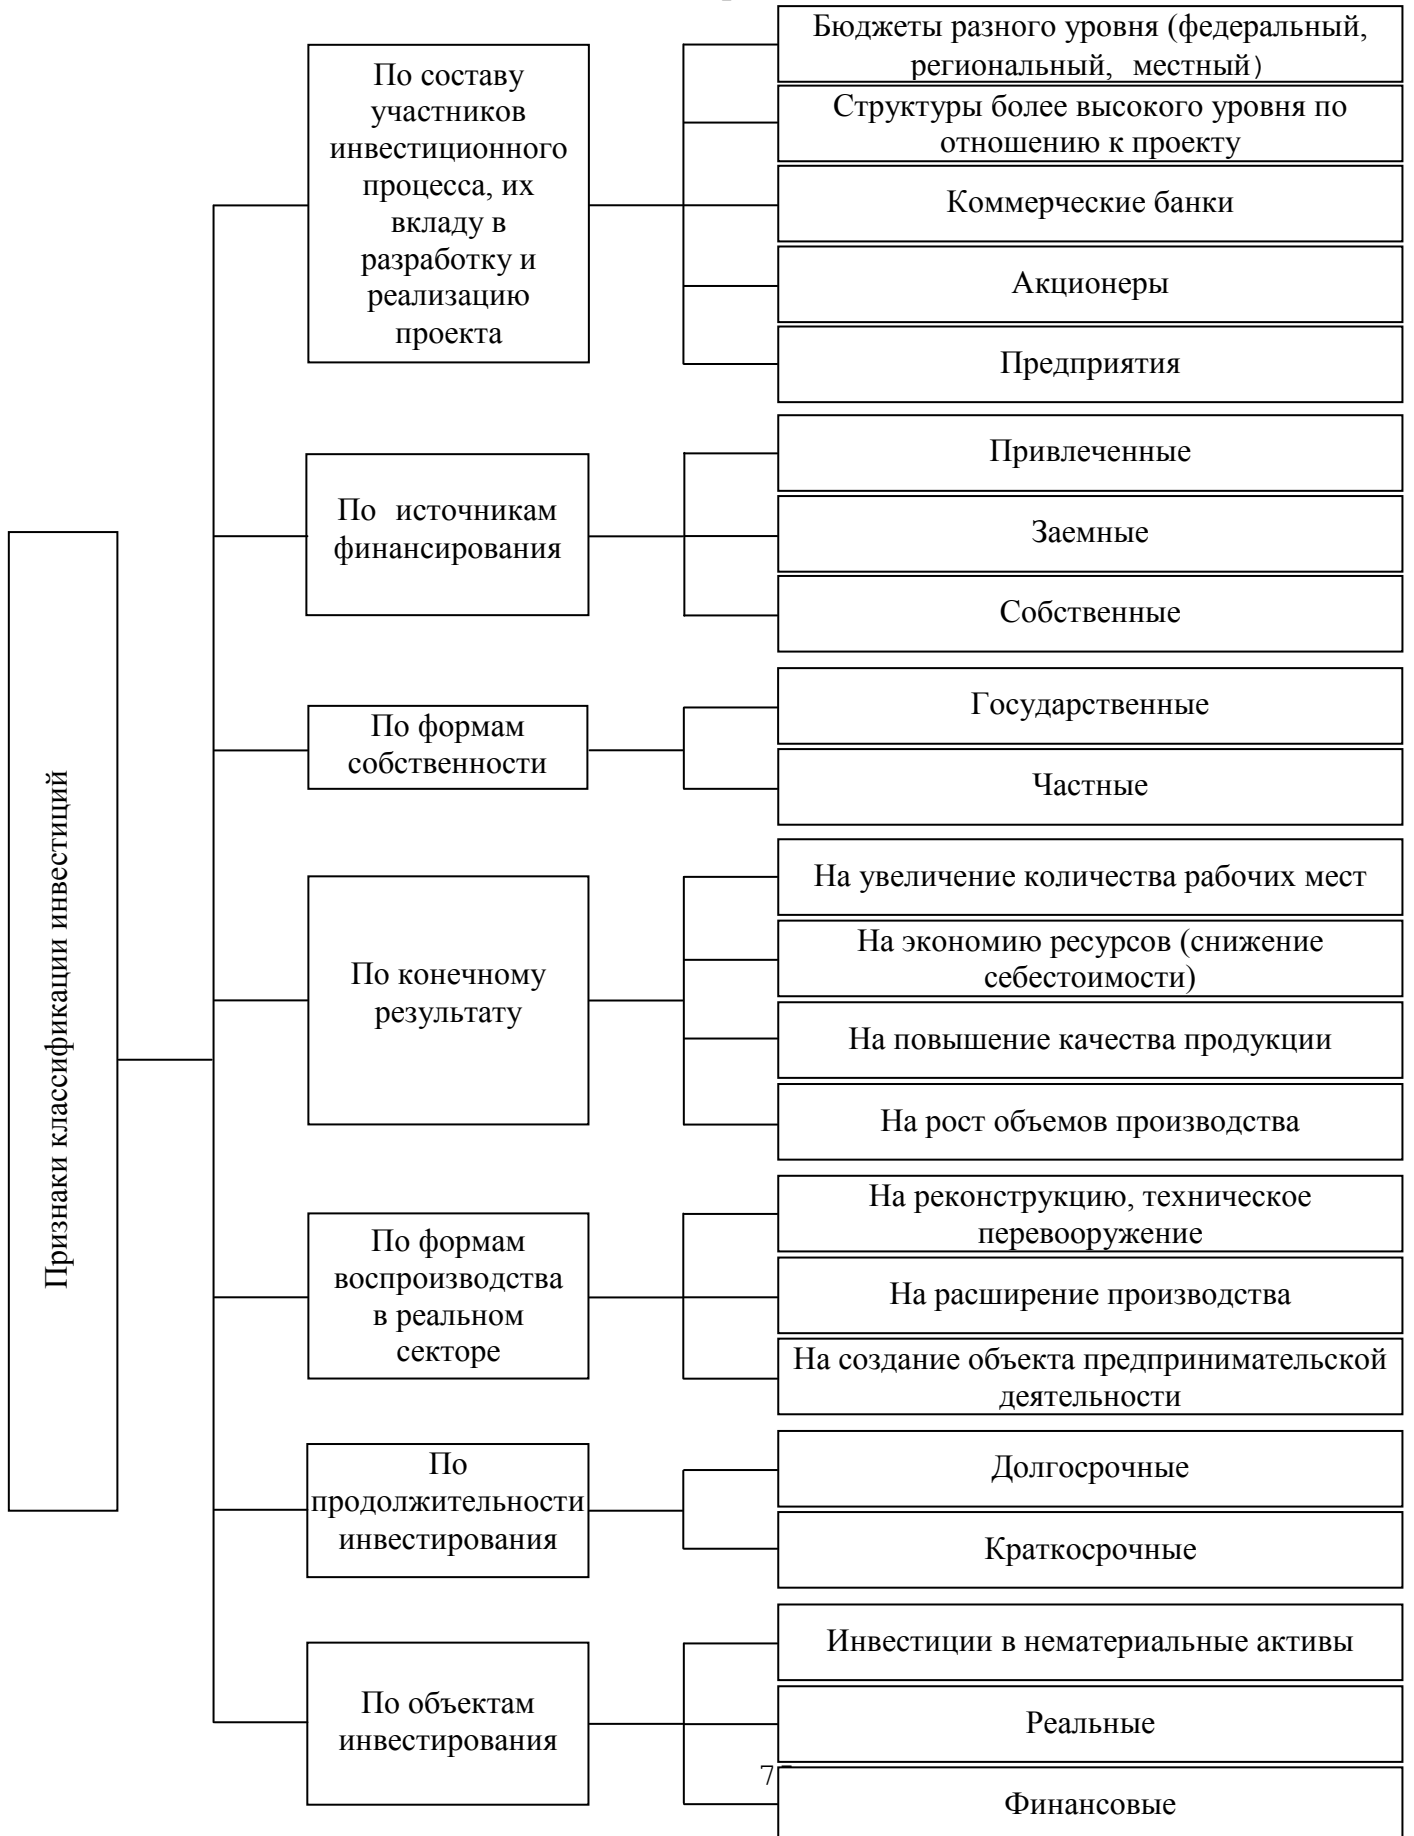 Признаки классификации инвестиций
По составу
участников
инвестиционного
процесса, их
вкладу в
разработку и
реализацию
проекта
Бюджеты разного уровня (федеральный,
региональный, местный)
Структуры более высокого уровня по
отношению к проекту
Коммерческие банки
Акционеры
Предприятия
По источникам
финансирования
Привлеченные
Заемные
Собственные
По формам
собственности
Государственные
Частные
По конечному
результату
На увеличение количества рабочих мест
На экономию ресурсов (снижение
себестоимости)
На повышение качества продукции
На рост объемов производства
По формам
воспроизводства
в реальном
секторе
На реконструкцию, техническое
перевооружение
На расширение производства
На создание объекта предпринимательской
деятельности
По
продолжительности
инвестирования
Долгосрочные
Краткосрочные
По объектам
инвестирования
Инвестиции в нематериальные активы
Реальные
Финансовые